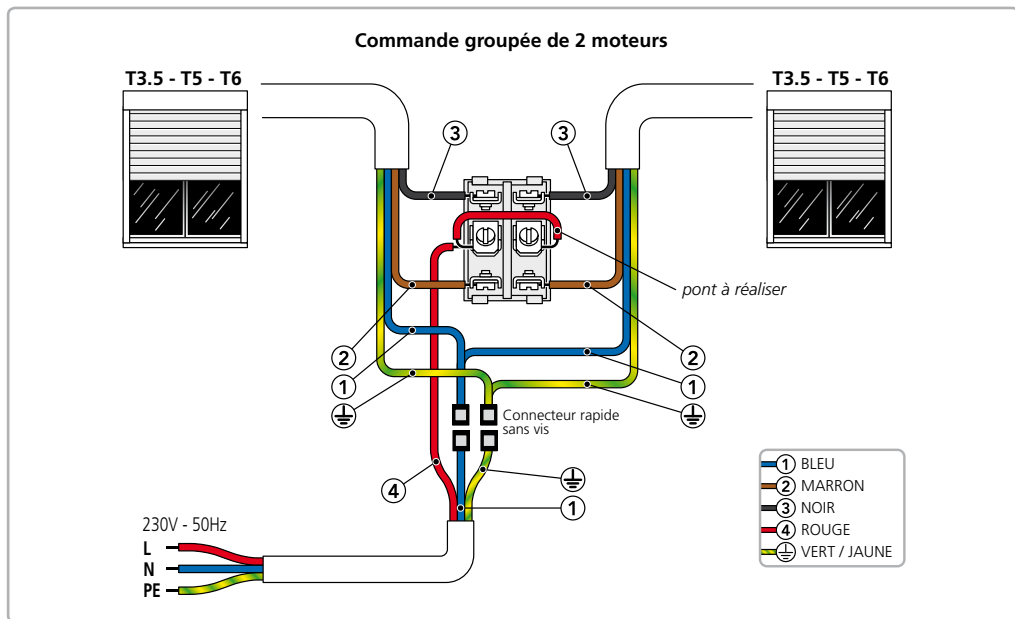 Commande groupée de 2 moteurs
T3.5 - T5 - T6
T3.5 - T5 - T6
3
3
pont à réaliser
2
2
1
1
Connecteur rapide
sans vis
4
1
230V - 50Hz
L
N
PE
1 BLEU
2 MARRON
3 NOIR
4 ROUGE
VERT / JAUNE